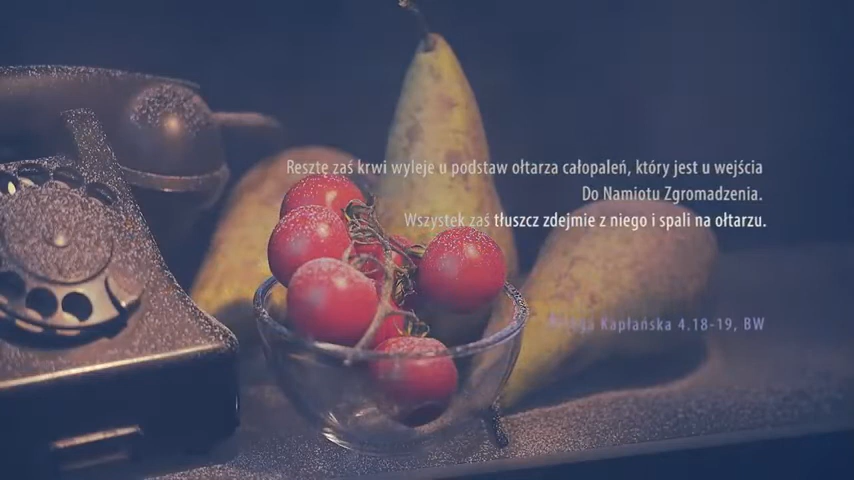 Resztę zaś krwi wyleje u podstaw ołtarza całopaleń, który jest u wejścia
Do Namiotu Zgromadzenia.
Wszystek zaś tłuszcz zdejmie z niego i spali na ołtarzu.
Księga Kapłańska 4.18-19, BW